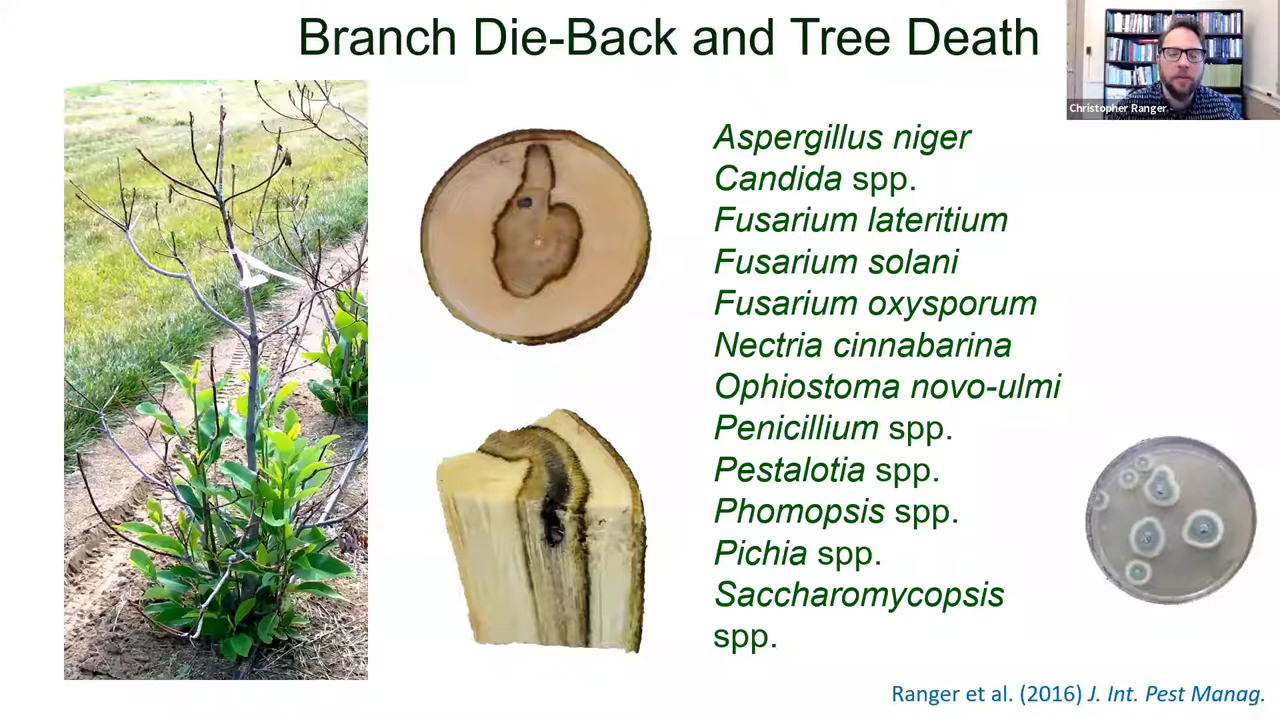 Branch Die-Back and Tree Death
Christopher Ranger
Aspergillus niger
Candida spp.
Fusarium lateritium
Fusarium solani
Fusarium oxysporum
Nectria cinnabarina
Ophiostoma novo-ulmi
Penicillium spp.
Pestalotia spp.
Phomopsis spp.
Pichia spp.
Saccharomycopsis
spp.
Ranger et al. (2016) J. Int. Pest Manag.